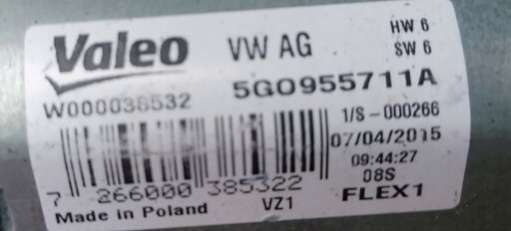 Valeo VW AG HW 6
SW 6
5G0955711A
W000038532
1/S-000266
07/04/2015
09:44:27
7 266000 385322 08S
Made in Poland VZ1 FLEX1